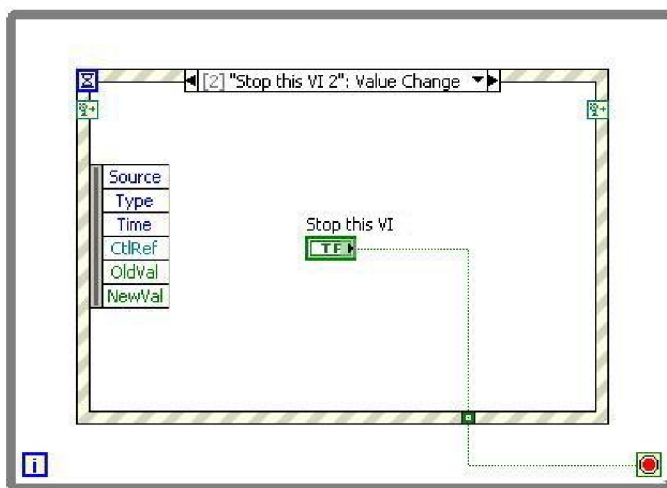 [2] "Stop this VI 2": Value Change
Source
Type
Time
CtlRef
OldVal
NewVal
Stop this VI
TF
i